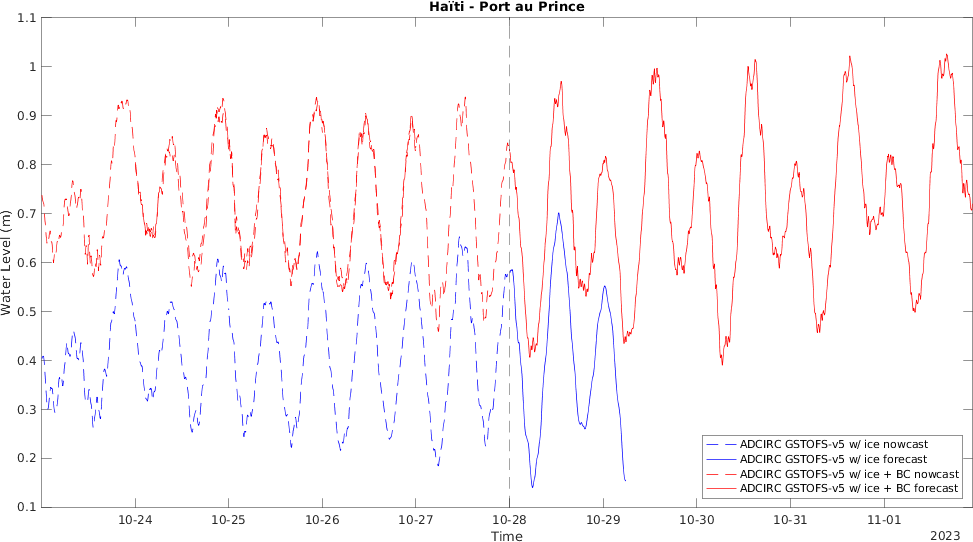 Haïti - Port au Prince
Water Level (m)
1.1
1
0.9
0.8
0.7
0.6
0.5
0.4
0.3
0.2
0.1
10-24 10-25 10-26 10-27 10-28 10-29 10-30 10-31 11-01
Time
2023
ADCIRC GSTOFS-v5 w/ ice nowcast
ADCIRC GSTOFS-v5 w/ ice forecast
ADCIRC GSTOFS-v5 w/ ice + BC nowcast
ADCIRC GSTOFS-v5 w/ ice + BC forecast